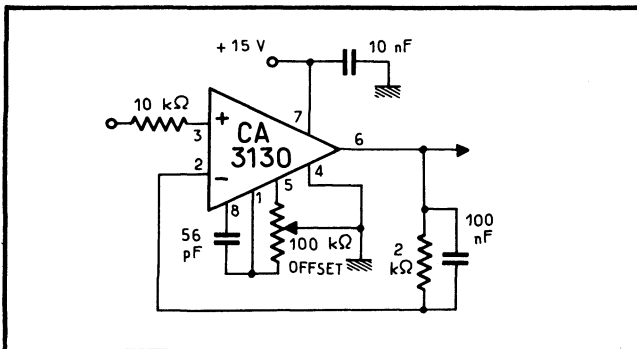 + 15 V
10 nF
10 kΩ
7
3
+
CA
3130
6
2
−
4
5
1
8
56
pF
100 kΩ
OFFSET
2
kΩ
100
nF